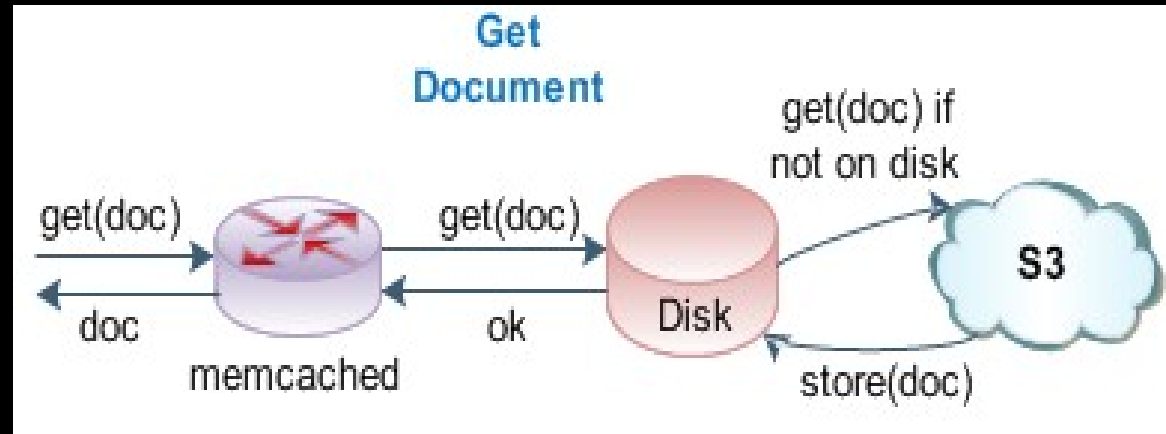 Get
Document
get(doc) if
not on disk
get(doc)
get(doc)
S3
doc
ok
Disk
memcached
store(doc)